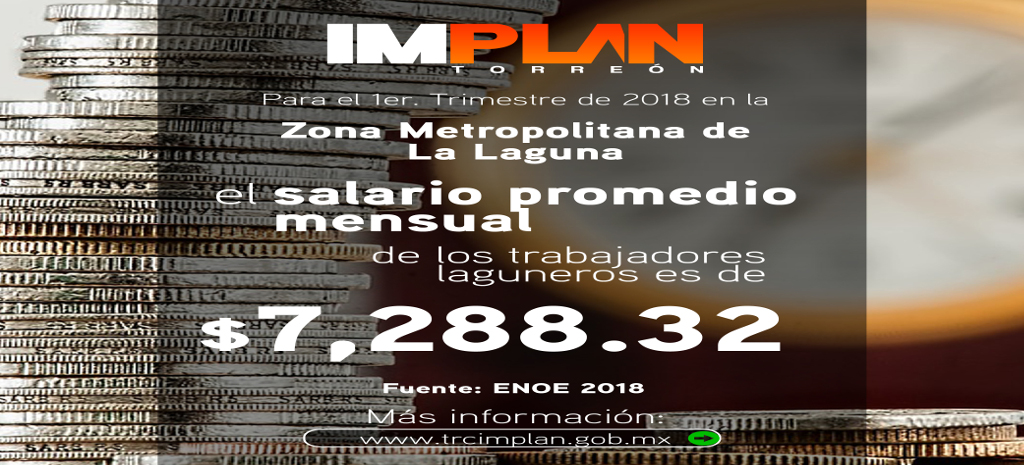 IMPLAN
TORREÓN
Para el 1er. Trimestre de 2018 en la
Zona Metropolitana de
La Laguna
el salario promedio
mensual
de los trabajadores
laguneros es de
$7,288.32
Fuente: ENOE 2018
Más información:
www.trcimplan.gob.mx